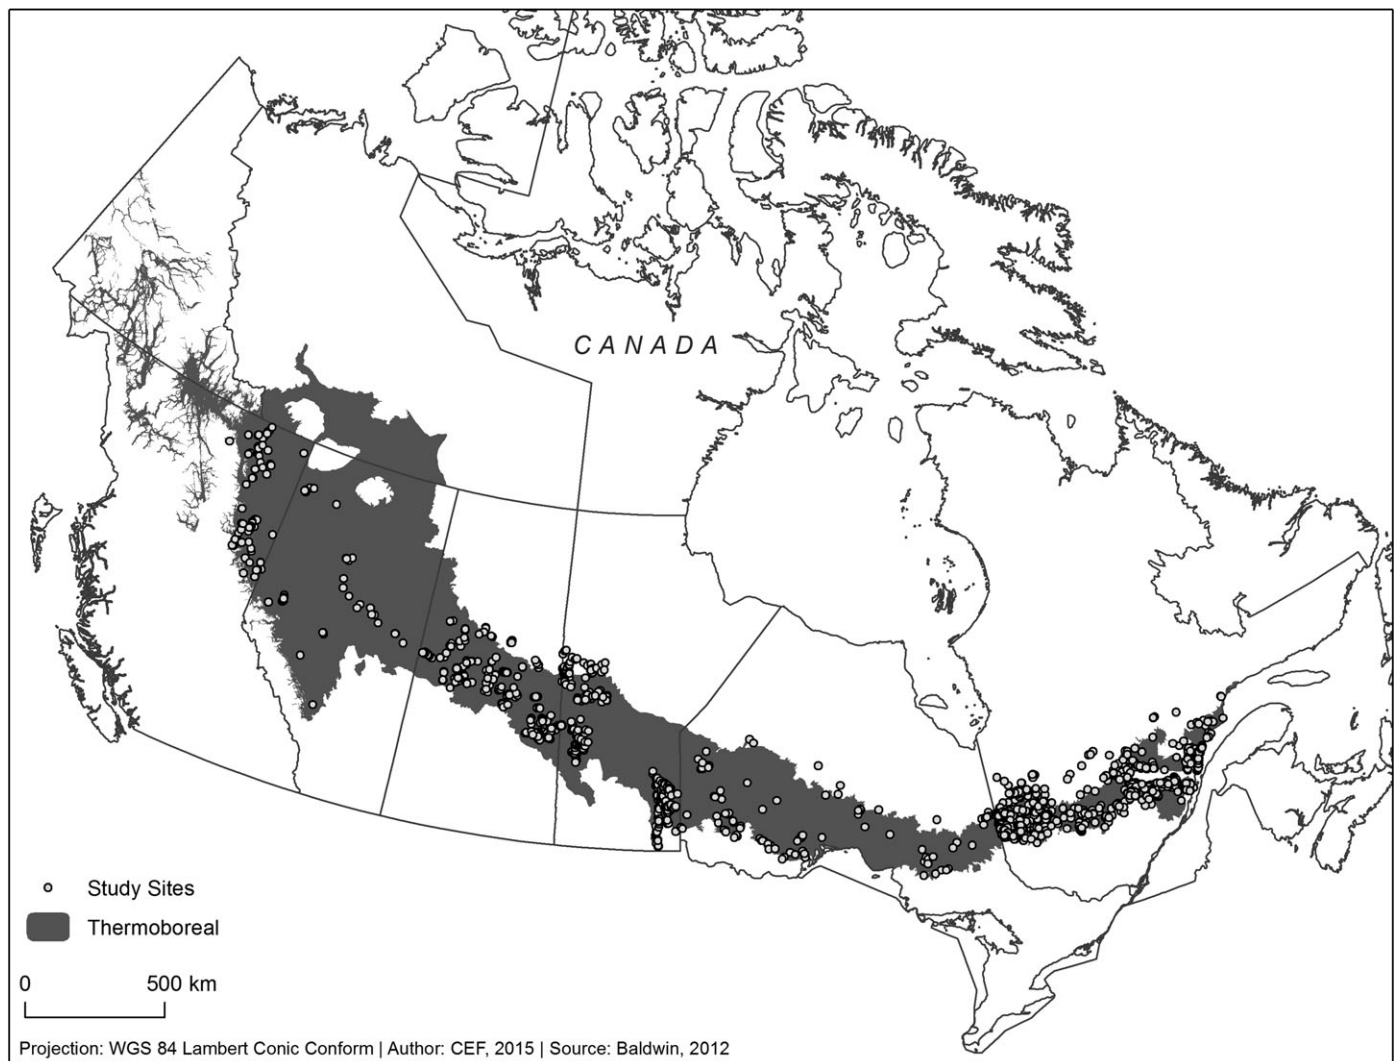 CANADA
Study Sites
Thermoboreal
0 500 km
Projection: WGS 84 Lambert Conic Conform | Author: CEF, 2015 | Source: Baldwin, 2012